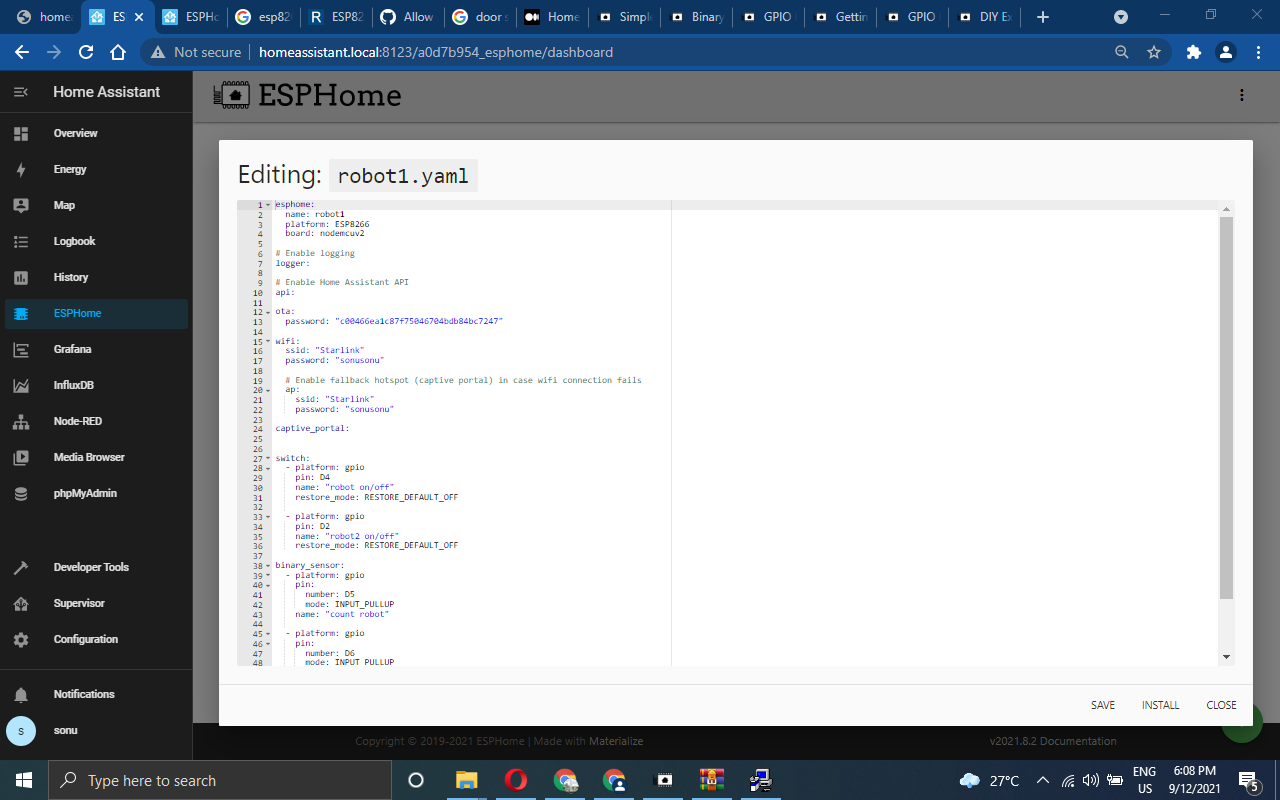 home
ES
ESPHo
esp82
ESP82
Allow
door s
Home
Simpl
Binary
GPIO
Gettin
GPIO
DIY Ex
Not secure
homeassistant.local:8123/a0d7b954_esphome/dashboard
Home Assistant
ESPHome
Overview
Energy
Map
Logbook
History
ESPHome
Grafana
InfluxDB
Node-RED
Media Browser
phpMyAdmin
Developer Tools
Supervisor
Configuration
Notifications
s
sonu
Editing: robot1.yaml
1 esphome:
2 name: robot1
3 platform: ESP8266
4 board: nodemcuv2
5
6 # Enable logging
7 logger:
8
9 # Enable Home Assistant API
10 api:
11
12 ota:
13 password: "c00466ea1c87f75046704bdb84bc7247"
14
15 wifi:
16 ssid: "Starlink"
17 password: "sonusonu"
18
19 # Enable fallback hotspot (captive portal) in case wifi connection fails
20 ap:
21 ssid: "Starlink"
22 password: "sonusonu"
23
24 captive_portal:
25
26
27 switch:
28 - platform: gpio
29 pin: D4
30 name: "robot on/off"
31 restore_mode: RESTORE_DEFAULT_OFF
32
33 - platform: gpio
34 pin: D2
35 name: "robot2 on/off"
36 restore_mode: RESTORE_DEFAULT_OFF
37
38 binary_sensor:
39 - platform: gpio
40 pin:
41 number: D5
42 mode: INPUT_PULLUP
43 name: "count robot"
44
45 - platform: gpio
46 pin:
47 number: D6
48 mode: INPUT_PULLUP
SAVE
INSTALL
CLOSE
Copyright © 2019-2021 ESPHome | Made with Materialize
v2021.8.2 Documentation
Type here to search
27°C
ENG
US
6:08 PM
9/12/2021
5